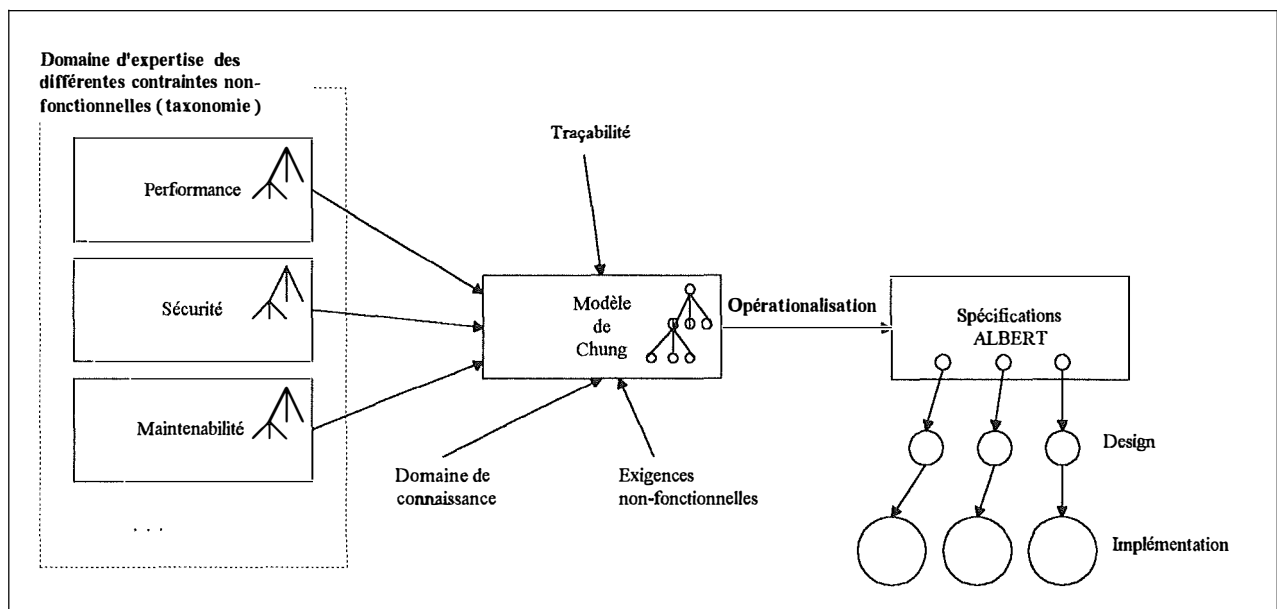 Domaine d'expertise des
différentes contraintes non-
fonctionnelles ( taxonomie )
Performance
Sécurité
Maintenabilité
. . .
Traçabilité
Modèle
de
Chung
Domaine de
connaissance
Exigences
non-fonctionnelles
Opérationalisation
Spécifications
ALBERT
Design
Implémentation